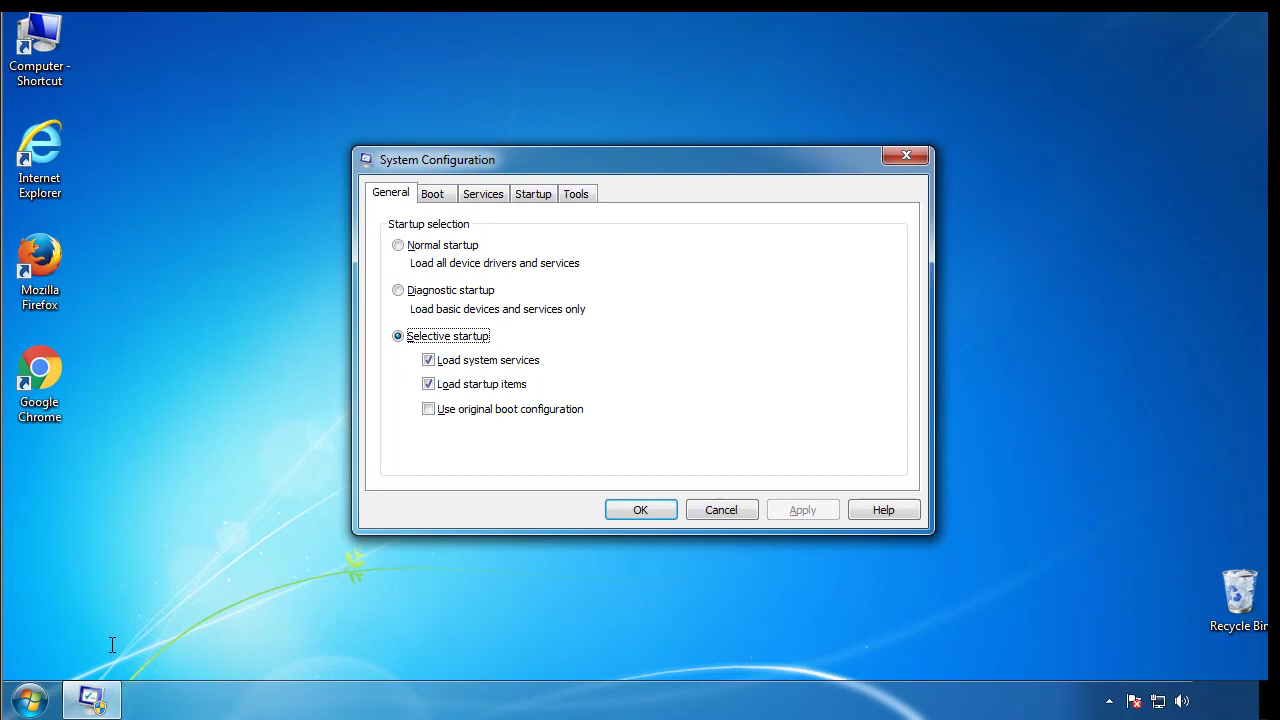 Computer -
Shortcut
Internet
Explorer
Mozilla
Firefox
Google
Chrome
System Configuration
General Boot Services Startup Tools
Startup selection
Normal startup
Load all device drivers and services
Diagnostic startup
Load basic devices and services only
Selective startup
Load system services
Load startup items
Use original boot configuration
OK Cancel Apply Help
Recycle Bin